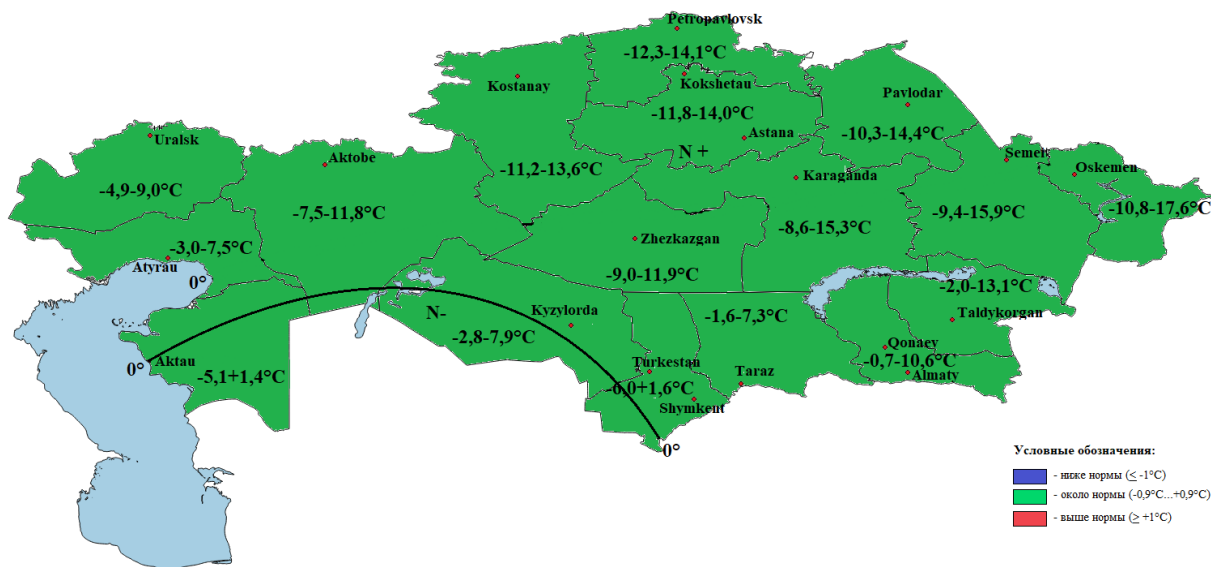 Petropavlovsk
-12,3-14,1°C
Kostanay
Kokshetau
Pavlodar
-11,8-14,0°C
-10,3-14,4°C
Uralsk
Astana
Aktobe
N +
Semei
Oskemen
-11,2-13,6°C
Karaganda
-4,9-9,0°C
-7,5-11,8°C
-9,4-15,9°C
-10,8-17,6°C
-8,6-15,3°C
Zhezkazgan
-3,0-7,5°C
Atyrau
-9,0-11,9°C
0°
-2,0-13,1°C
N-
Kyzylorda
-1,6-7,3°C
Taldykorgan
-2,8-7,9°C
Qonaev
0°
Aktau
-0,7-10,6°C
Turkestan
Taraz
Almaty
-5,1+1,4°C
-6,0+1,6°C
Shymkent
0°
Условные обозначения:
- ниже нормы (≤ -1°C)
- около нормы (-0,9°C...+0,9°C)
- выше нормы (≥ +1°C)